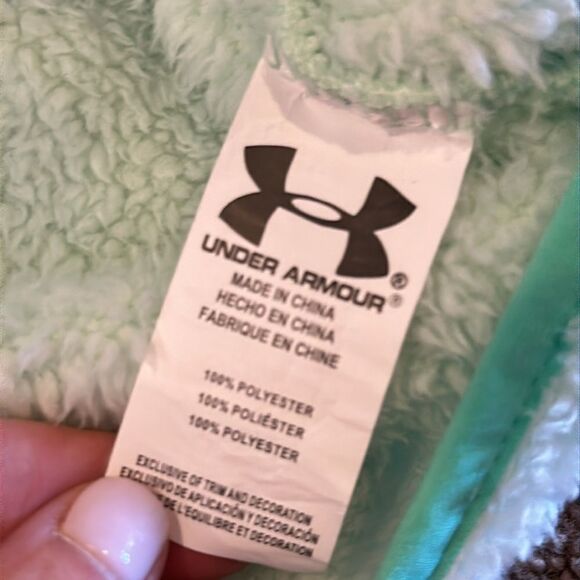 UNDER ARMOUR®
MADE IN CHINA
HECHO EN CHINA
FABRIQUE EN CHINE
100% POLYESTER
100% POLIÉSTER
100% POLYESTER
EXCLUSIVE OF TRIM AND DECORATION
EXCLUSIVO DE APLICACIÓN Y DECORACIÓN
DE L'EQUILIBRE ET DECORATION